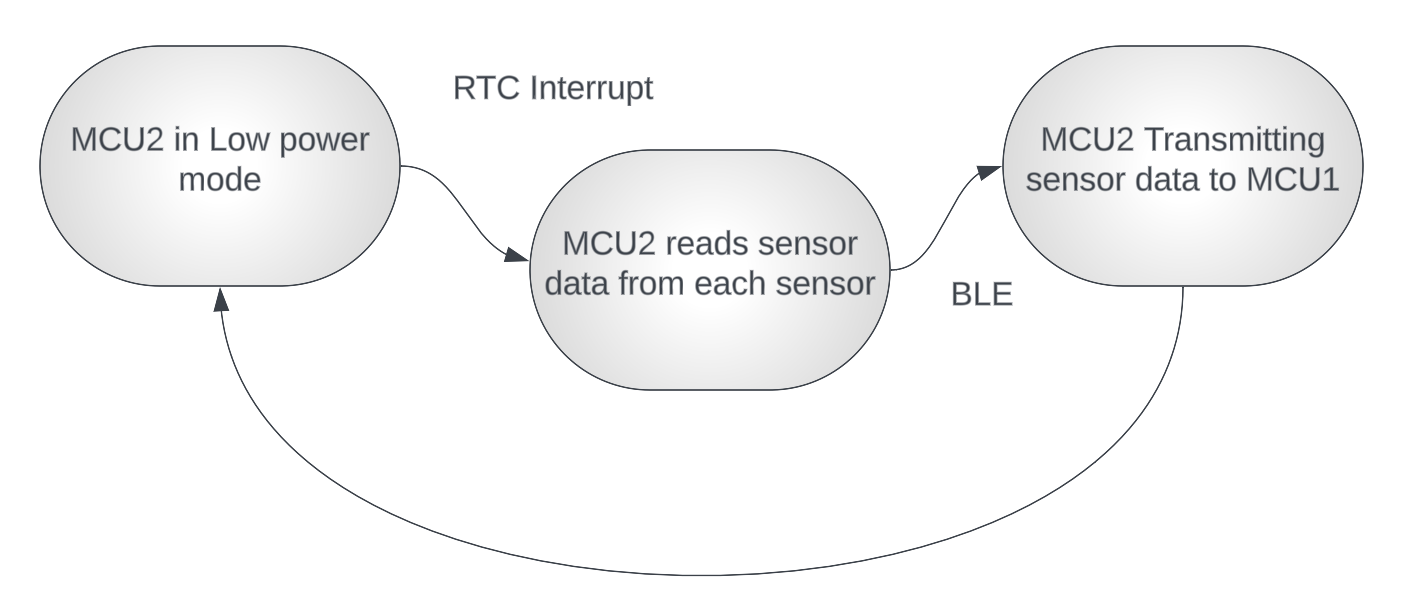 RTC Interrupt
MCU2 in Low power
mode
MCU2 reads sensor
data from each sensor
BLE
MCU2 Transmitting
sensor data to MCU1